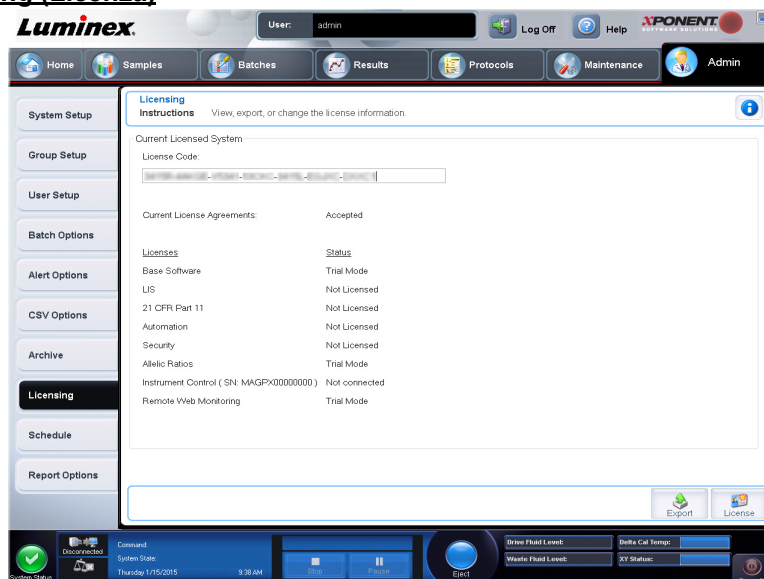 Luminex.
User: admin
Log Off
Help
XPONENT.
SOFTWARE SOLUTIONS
Home
Samples
Batches
Results
Protocols
Maintenance
Admin
System Setup
Group Setup
User Setup
Batch Options
Alert Options
CSV Options
Archive
Licensing
Schedule
Report Options
Licensing
Instructions View, export, or change the license information.
Current Licensed System
License Code:
Current License Agreements: Accepted
Licenses Status
Base Software Trial Mode
LIS Not Licensed
21 CFR Part 11 Not Licensed
Automation Not Licensed
Security Not Licensed
Allelic Ratios Trial Mode
Instrument Control ( SN: MAGPX00000000 ) Not connected
Remote Web Monitoring Trial Mode
Export
License
System Status
Disconnected
Command:
System State:
Thursday 1/15/2015 9:38 AM
Stop
Pause
Eject
Drive Fluid Level:
Waste Fluid Level:
Delta Cal Temp:
XY Status: